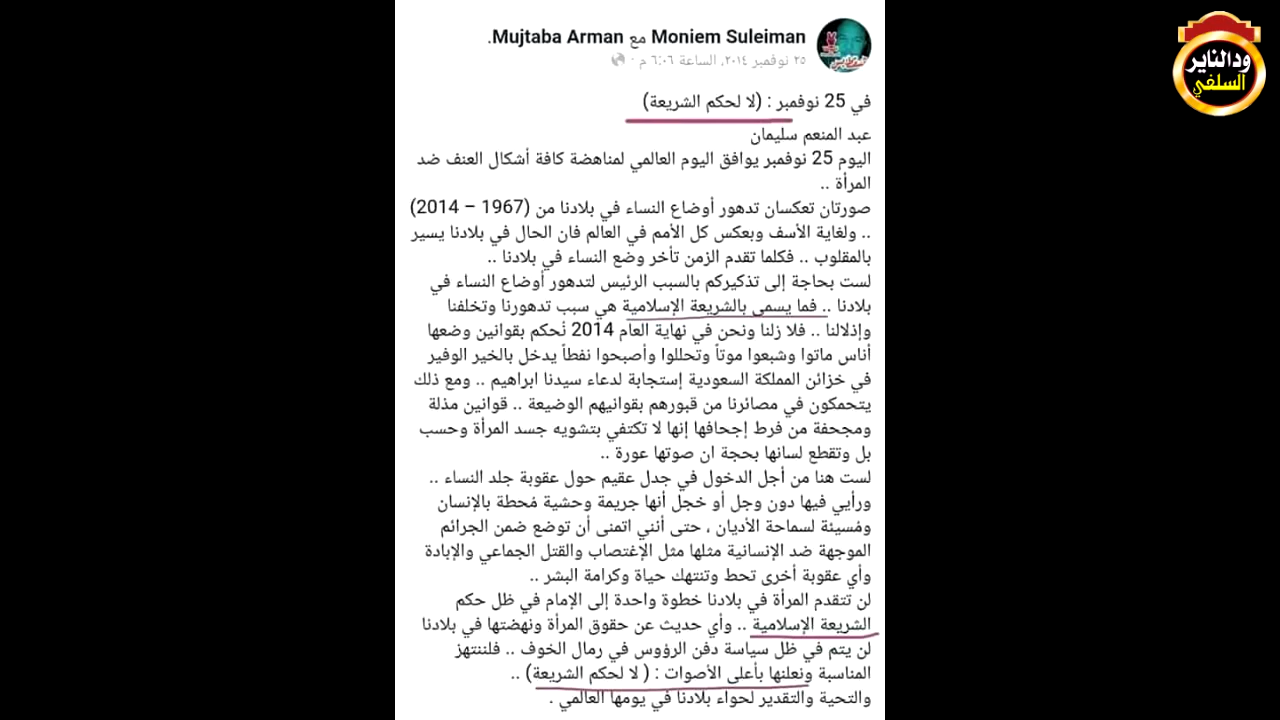 Moniem Suleiman مع Mujtaba Arman.
٢٥ نوفمبر ٢٠١٤، الساعة ٦:٠٦ م ·
ودالناير
السلفي
في 25 نوفمبر : (لا لحكم الشريعة)
عبد المنعم سليمان
اليوم 25 نوفمبر يوافق اليوم العالمي لمناهضة كافة أشكال العنف ضد
المرأة ..
صورتان تعكسان تدهور أوضاع النساء في بلادنا من (1967 – 2014)
.. ولغاية الأسف وبعكس كل الأمم في العالم فان الحال في بلادنا يسير
بالمقلوب .. فكلما تقدم الزمن تأخر وضع النساء في بلادنا ..
لست بحاجة إلى تذكيركم بالسبب الرئيس لتدهور أوضاع النساء في
بلادنا .. فما يسمى بالشريعة الإسلامية هي سبب تدهورنا وتخلفنا
وإذلالنا .. فلا زلنا ونحن في نهاية العام 2014 نُحكم بقوانين وضعها
أناس ماتوا وشبعوا موتاً وتحللوا وأصبحوا نفطاً يدخل بالخير الوفير
في خزائن المملكة السعودية إستجابة لدعاء سيدنا ابراهيم .. ومع ذلك
يتحمكون في مصائرنا من قبورهم بقوانيهم الوضيعة .. قوانين مذلة
ومجحفة من فرط إجحافها إنها لا تكتفي بتشويه جسد المرأة وحسب
بل وتقطع لسانها بحجة ان صوتها عورة ..
لست هنا من أجل الدخول في جدل عقيم حول عقوبة جلد النساء ..
ورأيي فيها دون وجل أو خجل أنها جريمة وحشية مُحطة بالإنسان
ومُسيئة لسماحة الأديان ، حتى أنني اتمنى أن توضع ضمن الجرائم
الموجهة ضد الإنسانية مثلها مثل الإغتصاب والقتل الجماعي والإبادة
وأي عقوبة أخرى تحط وتنتهك حياة وكرامة البشر ..
لن تتقدم المرأة في بلادنا خطوة واحدة إلى الإمام في ظل حكم
الشريعة الإسلامية .. وأي حديث عن حقوق المرأة ونهضتها في بلادنا
لن يتم في ظل سياسة دفن الرؤوس في رمال الخوف .. فلننتهز
المناسبة ونعلنها بأعلى الأصوات : ( لا لحكم الشريعة) ..
والتحية والتقدير لحواء بلادنا في يومها العالمي .